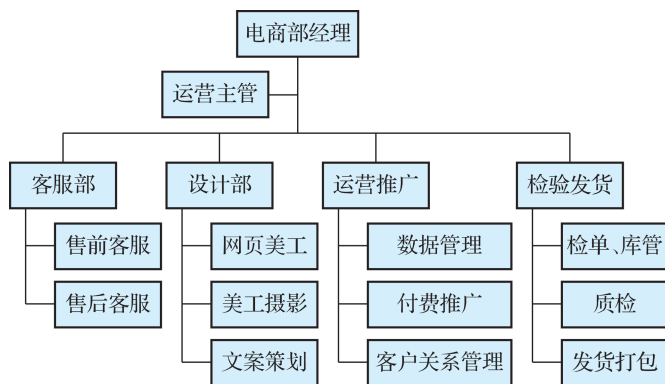 电商部经理
运营主管
客服部
设计部
运营推广
检验发货
售前客服
网页美工
数据管理
检单、库管
售后客服
美工摄影
付费推广
质检
文案策划
客户关系管理
发货打包